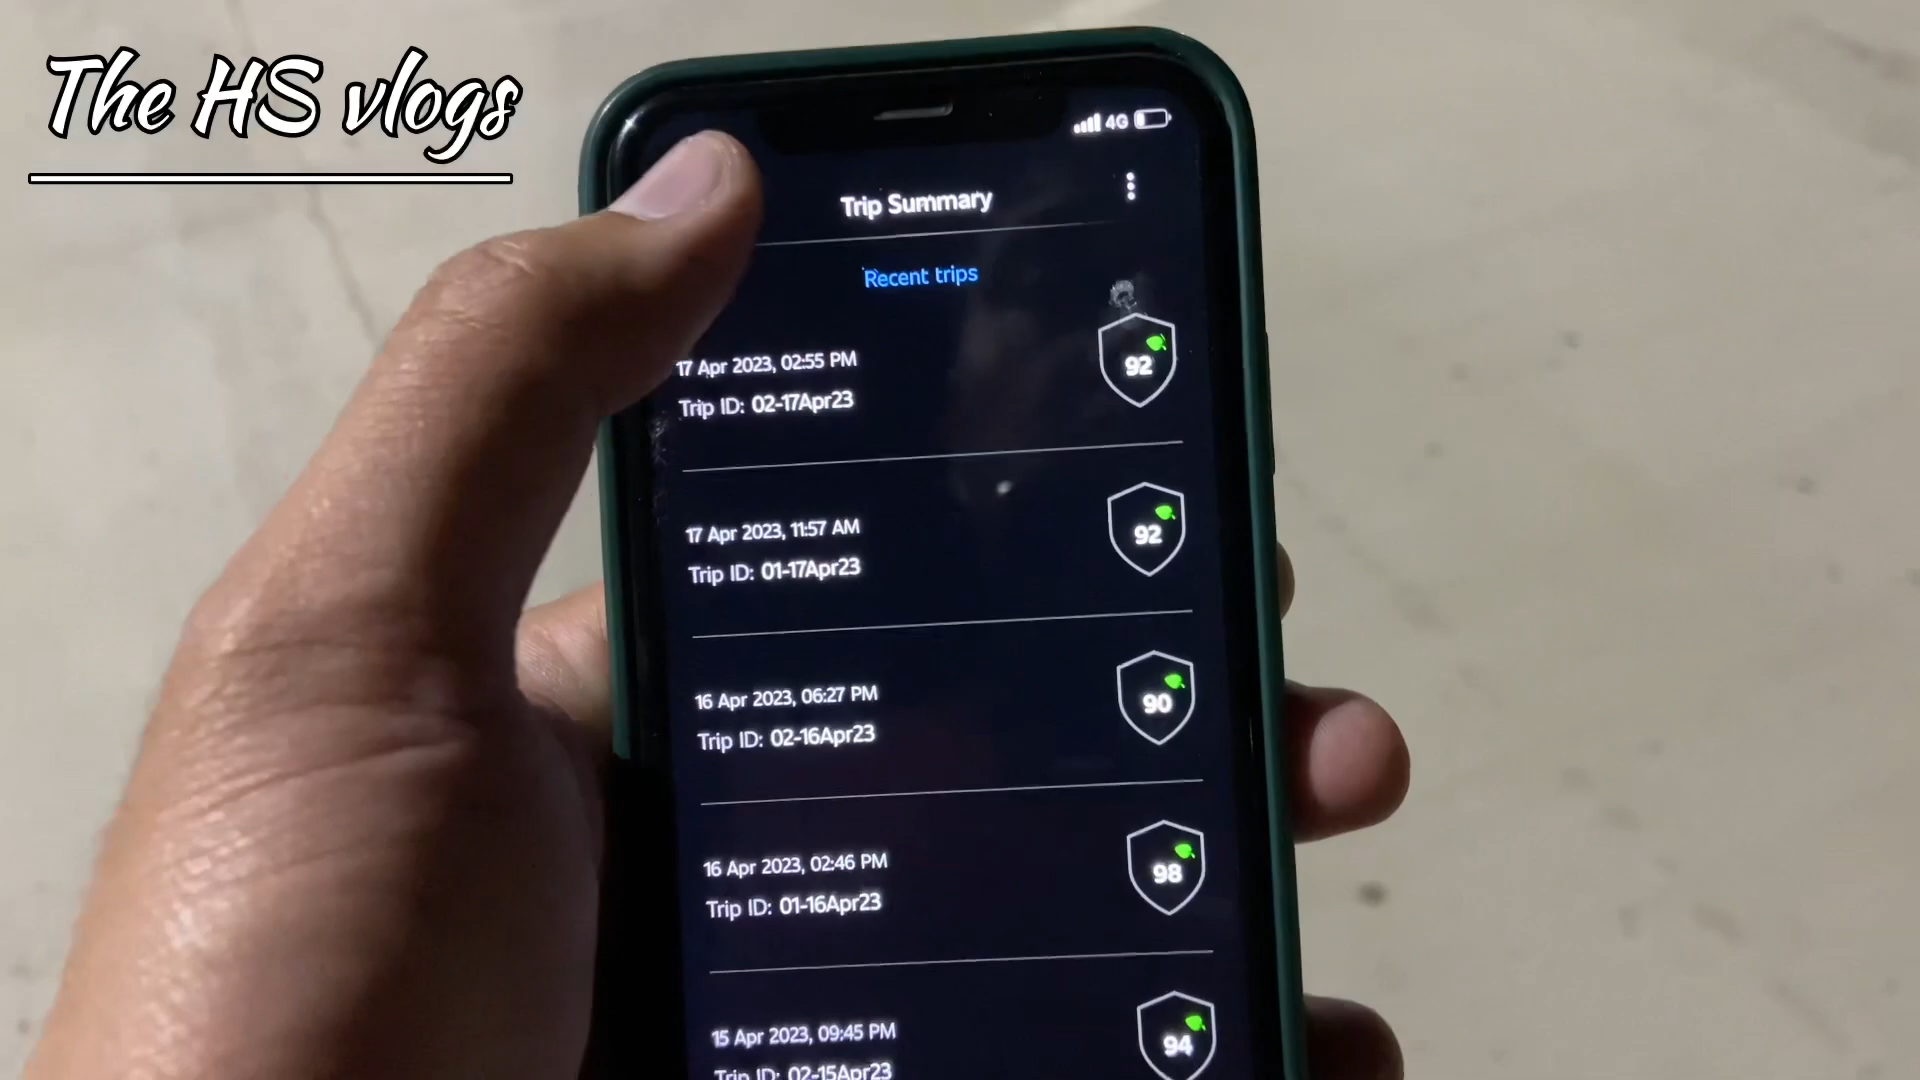 The HS vlogs
4G
Trip Summary
Recent trips
17 Apr 2023, 02:55 PM
92
Trip ID: 02-17Apr23
17 Apr 2023, 11:57 AM
92
Trip ID: 01-17Apr23
16 Apr 2023, 06:27 PM
90
Trip ID: 02-16Apr23
16 Apr 2023, 02:46 PM
98
Trip ID: 01-16Apr23
15 Apr 2023, 09:45 PM
94
Trip ID: 02-15Apr23